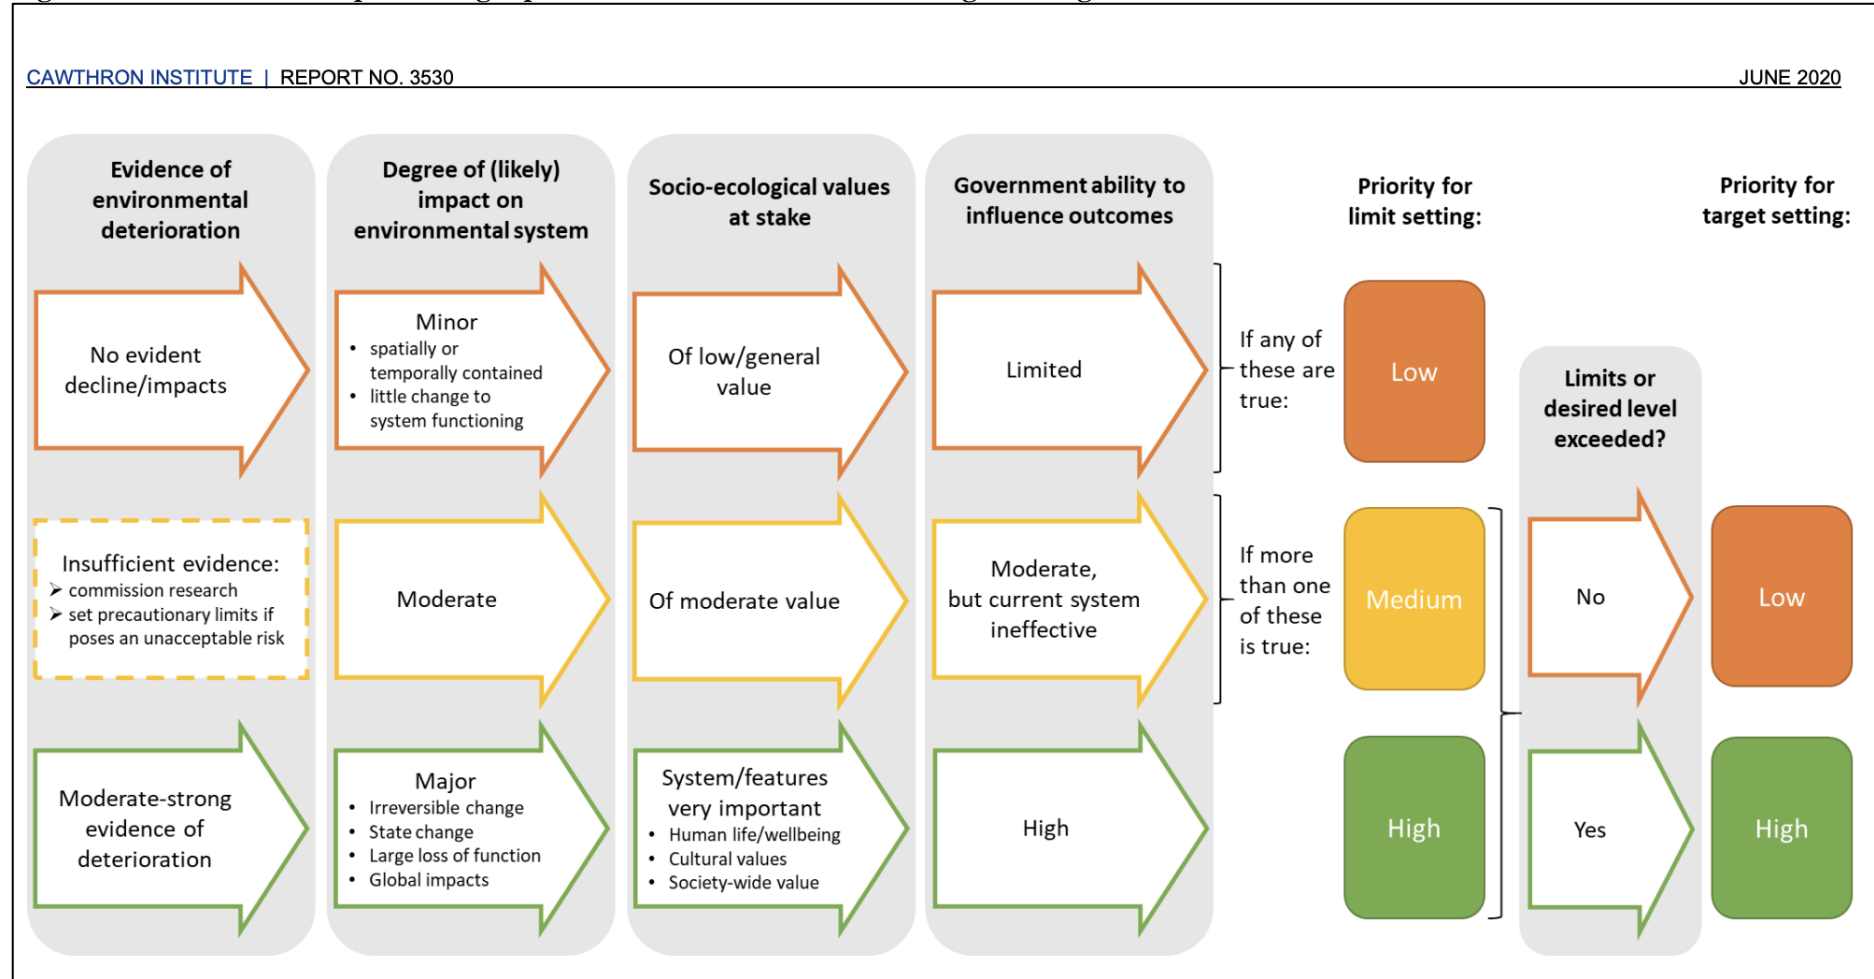 CAWTHRON INSTITUTE | REPORT NO. 3530
JUNE 2020
Evidence of
environmental
deterioration
Degree of (likely)
impact on
environmental system
Socio-ecological values
at stake
Government ability to
influence outcomes
Priority for
limit setting:
Priority for
target setting:
No evident
decline/impacts
Minor
• spatially or
temporally contained
• little change to
system functioning
Of low/general
value
Limited
If any of
these are
true:
Low
Limits or
desired level
exceeded?
Insufficient evidence:
➢ commission research
➢ set precautionary limits if
poses an unacceptable risk
Moderate
Of moderate value
Moderate,
but current system
ineffective
If more
than one
of these
is true:
Medium
No
Low
Moderate-strong
evidence of
deterioration
Major
• Irreversible change
• State change
• Large loss of function
• Global impacts
System/features
very important
• Human life/wellbeing
• Cultural values
• Society-wide value
High
High
Yes
High